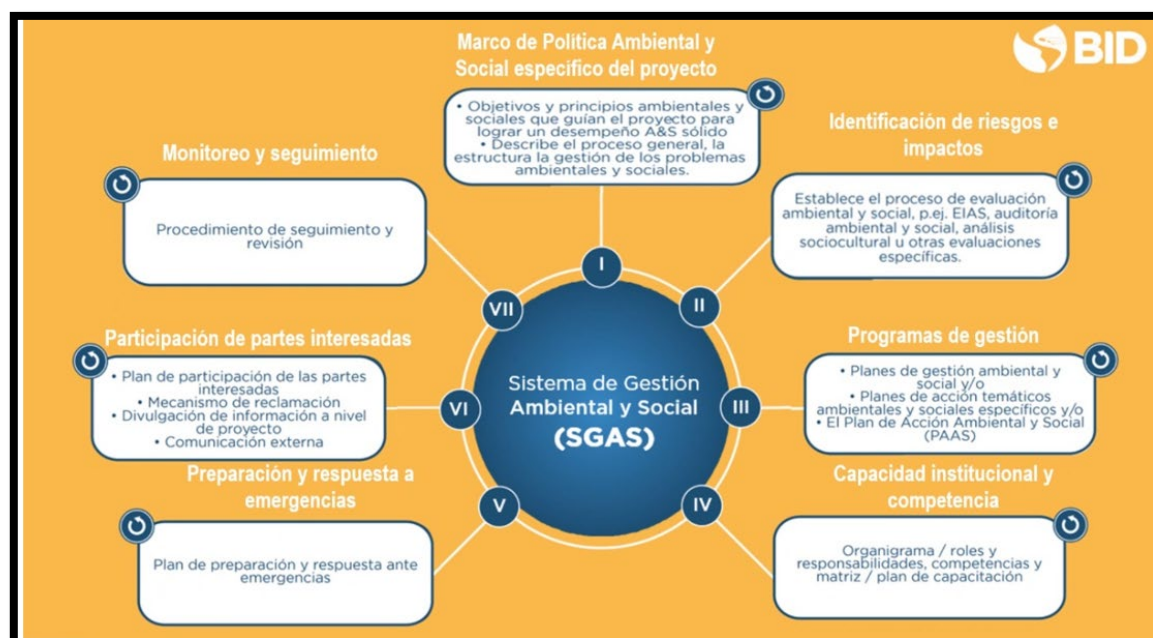 Marco de Política Ambiental y
Social especifico del proyecto
BID
• Objetivos y principios ambientales y
sociales que guían el proyecto para
lograr un desempeño A&S sólido
• Describe el proceso general, la
estructura la gestión de los problemas
ambientales y sociales.
I
Identificación de riesgos e
impactos
Establece el proceso de evaluación
ambiental y social, p.ej. EIAS, auditoría
ambiental y social, análisis
sociocultural u otras evaluaciones
específicas.
II
Programas de gestión
• Planes de gestión ambiental y
social y/o
• Planes de acción temáticos
ambientales y sociales específicos y/o
• El Plan de Acción Ambiental y Social
(PAAS)
III
Capacidad institucional y
competencia
Organigrama / roles y
responsabilidades, competencias y
matriz / plan de capacitación
IV
Preparación y respuesta a
emergencias
Plan de preparación y respuesta ante
emergencias
V
Participación de partes interesadas
• Plan de participación de las partes
interesadas
• Mecanismo de reclamación
• Divulgación de información a nivel
de proyecto
• Comunicación externa
VI
Monitoreo y seguimiento
Procedimiento de seguimiento y
revisión
VII
Sistema de Gestión
Ambiental y Social
(SGAS)